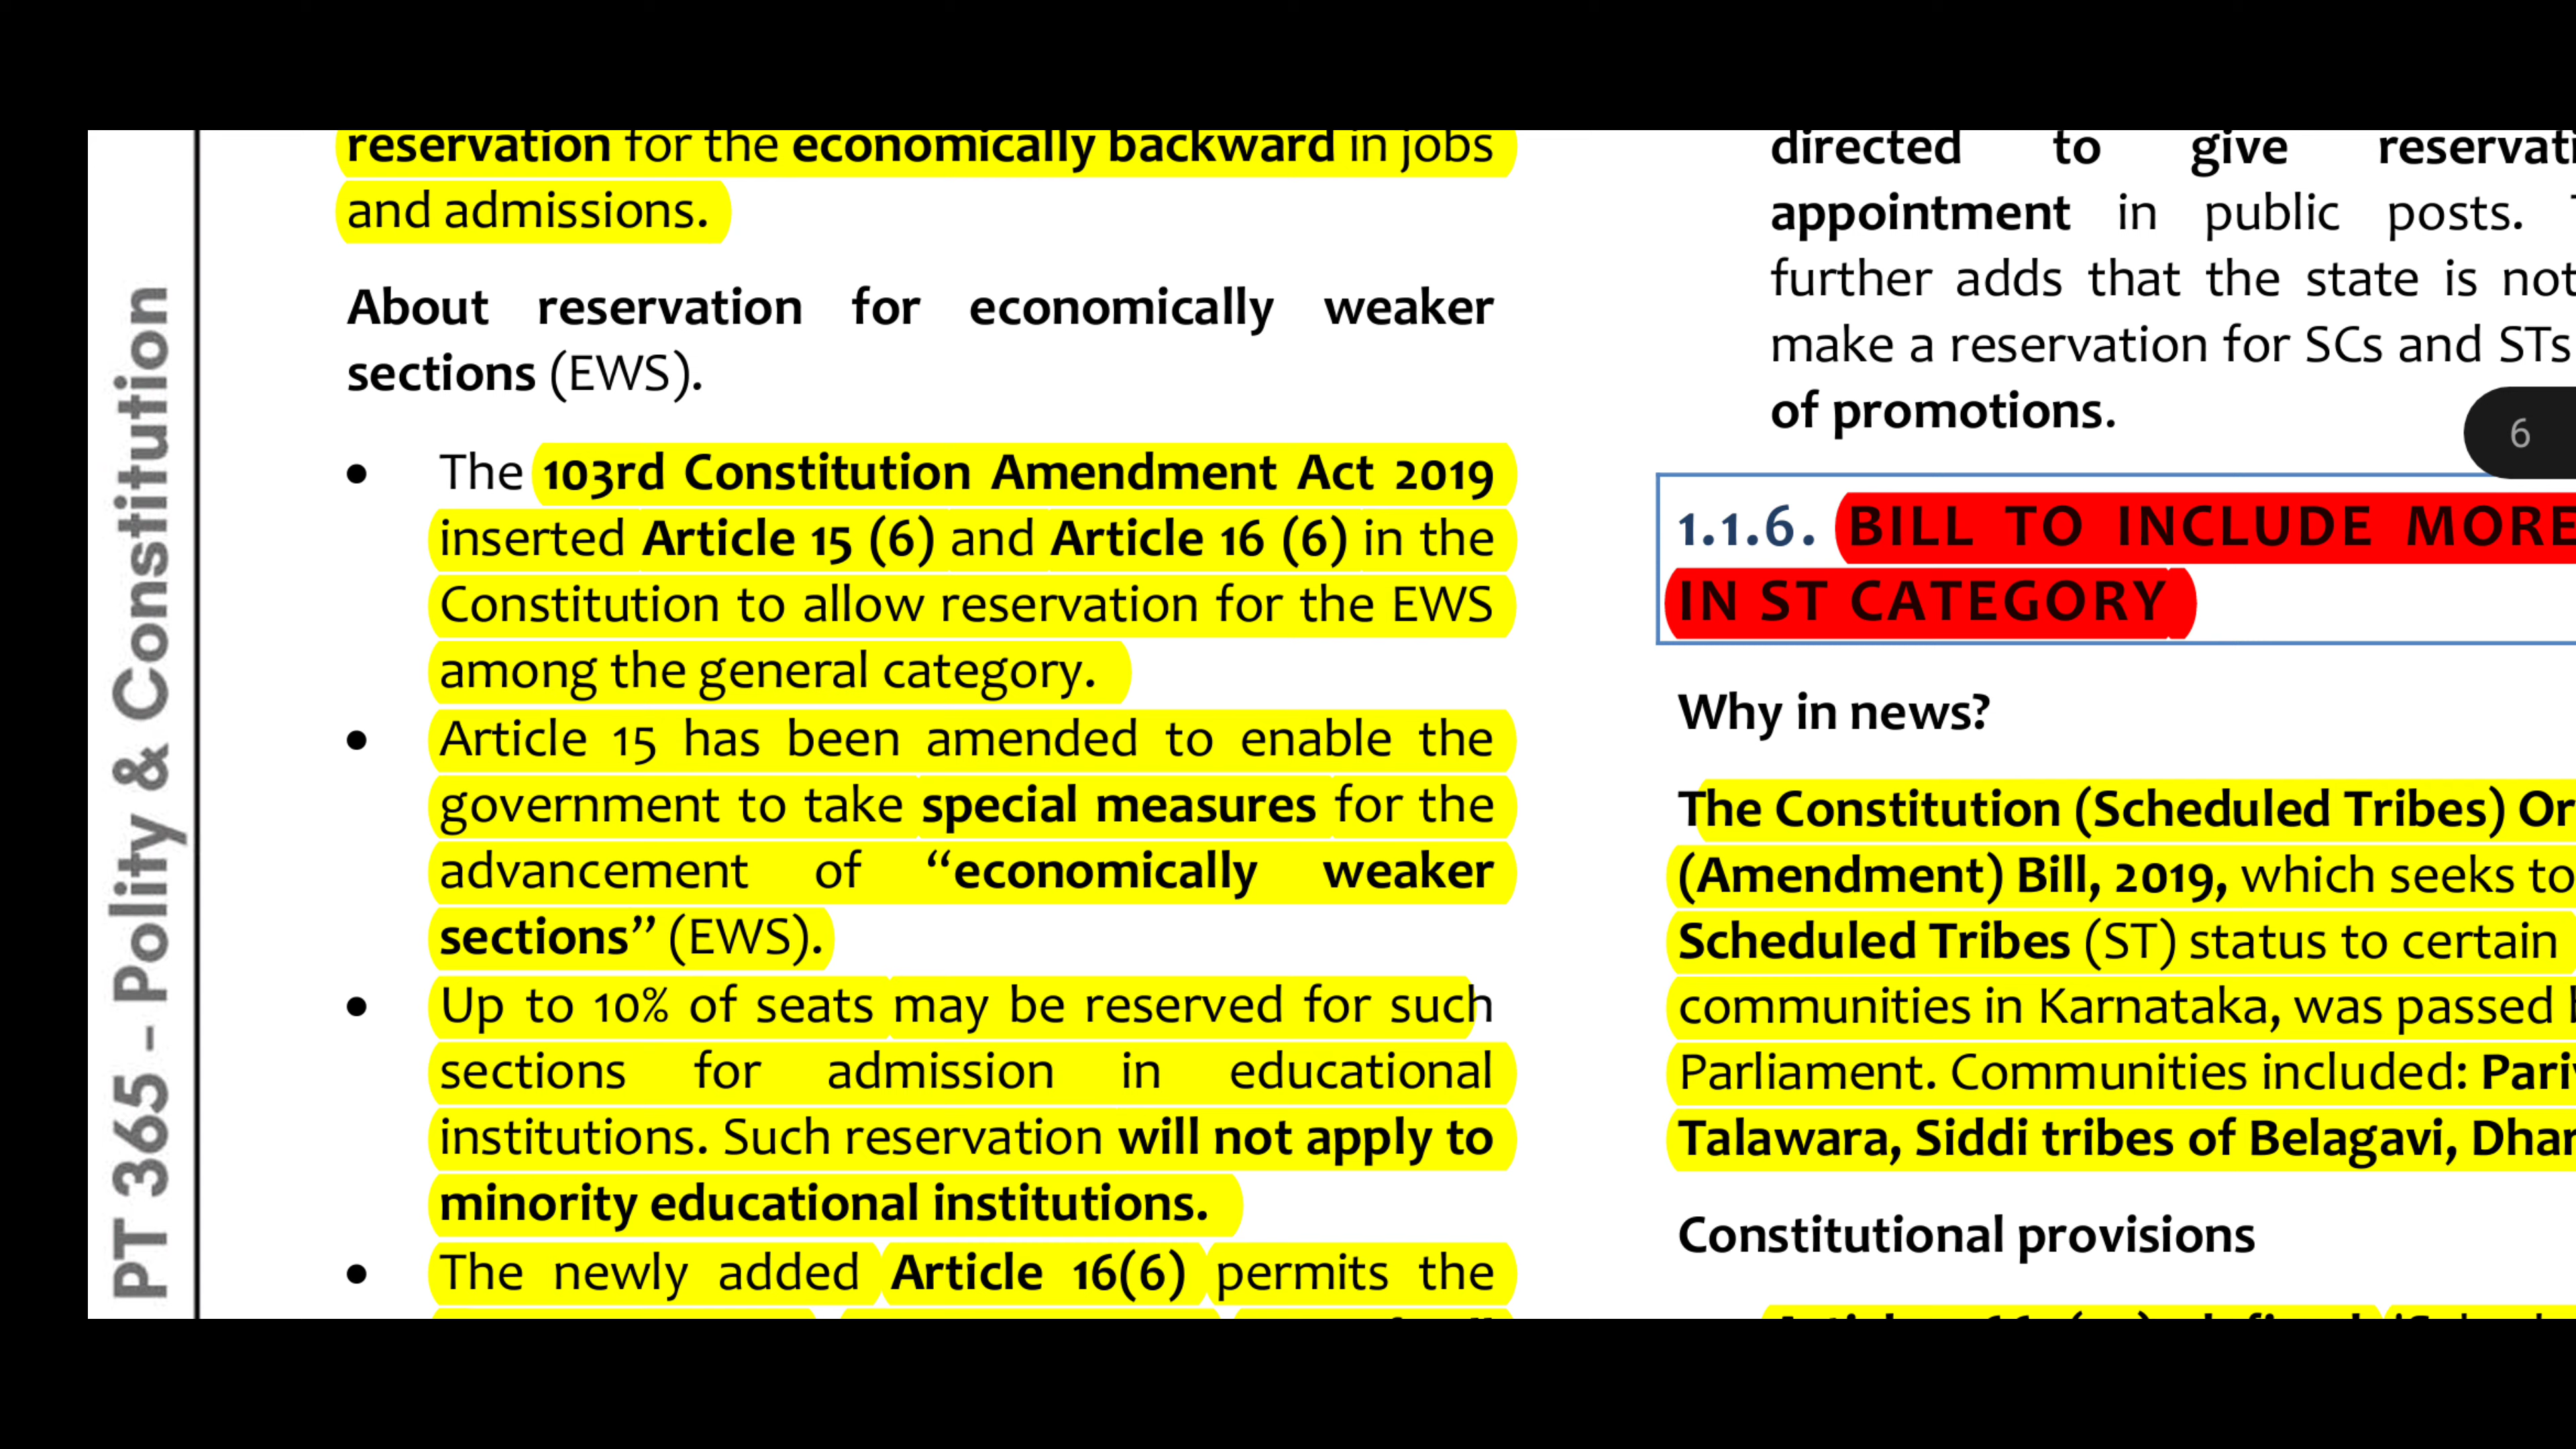 PT 365 – Polity & Constitution
reservation for the economically backward in jobs
and admissions.
About reservation for economically weaker
sections (EWS).
• The 103rd Constitution Amendment Act 2019
inserted Article 15 (6) and Article 16 (6) in the
Constitution to allow reservation for the EWS
among the general category.
• Article 15 has been amended to enable the
government to take special measures for the
advancement of “economically weaker
sections” (EWS).
• Up to 10% of seats may be reserved for such
sections for admission in educational
institutions. Such reservation will not apply to
minority educational institutions.
• The newly added Article 16(6) permits the
directed to give
appointment in public posts.
further adds that the state is not
make a reservation for SCs and STs
of promotions.
6
1.1.6. BILL TO INCLUDE MORE
IN ST CATEGORY
Why in news?
The Constitution (Scheduled Tribes)
(Amendment) Bill, 2019, which seeks to
Scheduled Tribes (ST) status to certain
communities in Karnataka, was passed
Parliament. Communities included:
Talawara, Siddi tribes of Belagavi,
Constitutional provisions